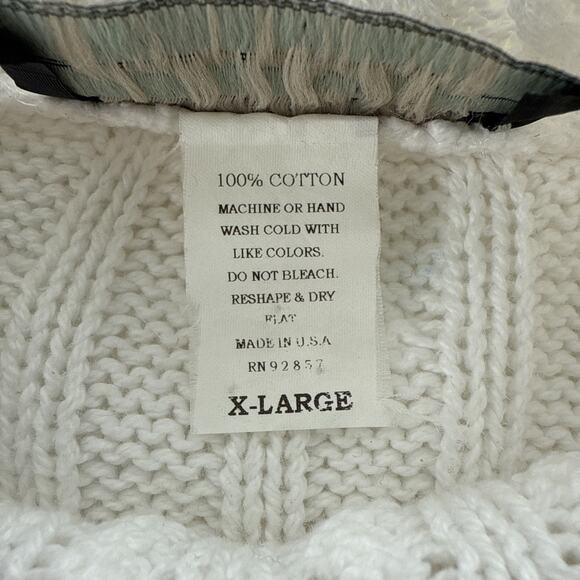 100% COTTON
MACHINE OR HAND
WASH COLD WITH
LIKE COLORS.
DO NOT BLEACH.
RESHAPE & DRY
FLAT
MADE IN U.S.A
RN 92857
X-LARGE